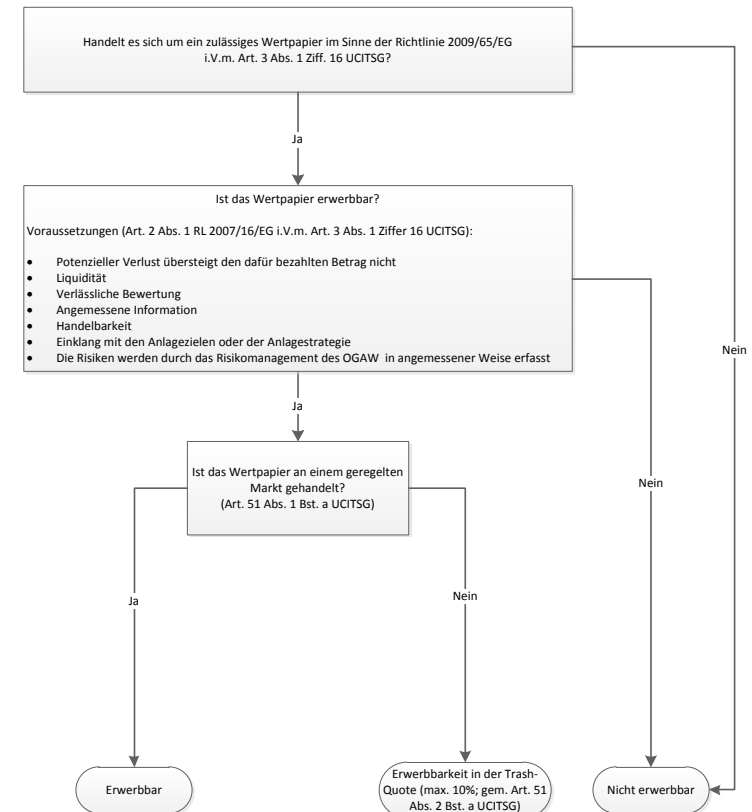 Handelt es sich um ein zulässiges Wertpapier im Sinne der Richtlinie 2009/65/EG
i.V.m. Art. 3 Abs. 1 Ziff. 16 UCITSG?
Ja
Ist das Wertpapier erwerbbar?
Voraussetzungen (Art. 2 Abs. 1 RL 2007/16/EG i.V.m. Art. 3 Abs. 1 Ziffer 16 UCITSG):
• Potenzieller Verlust übersteigt den dafür bezahlten Betrag nicht
• Liquidität
• Verlässliche Bewertung
• Angemessene Information
• Handelbarkeit
• Einklang mit den Anlagezielen oder der Anlagestrategie
• Die Risiken werden durch das Risikomanagement des OGAW in angemessener Weise erfasst
Nein
Ja
Ist das Wertpapier an einem geregelten
Markt gehandelt?
(Art. 51 Abs. 1 Bst. a UCITSG)
Nein
Ja
Nein
Erwerbbar
Erwerbbarkeit in der Trash-
Quote (max. 10%; gem. Art. 51
Abs. 2 Bst. a UCITSG)
Nicht erwerbbar